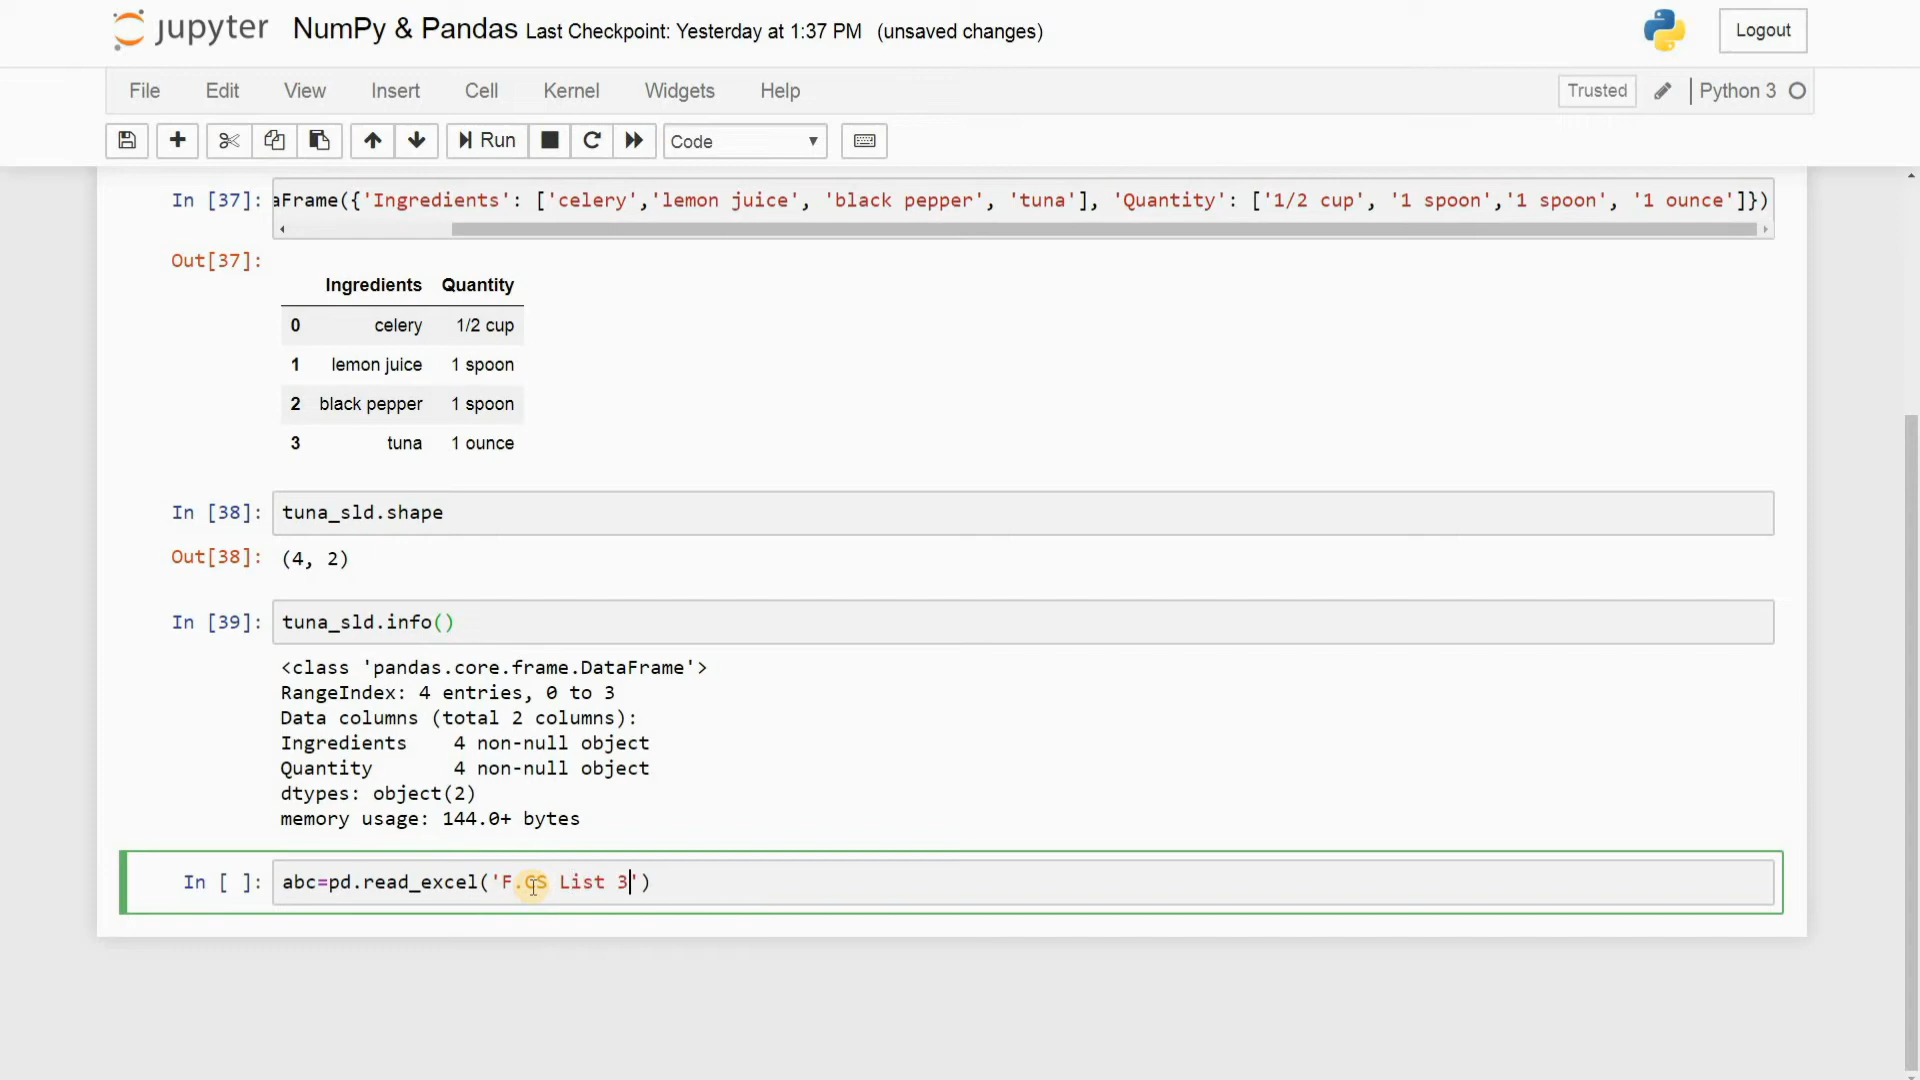 jupyter NumPy & Pandas Last Checkpoint: Yesterday at 1:37 PM (unsaved changes) Logout
File Edit View Insert Cell Kernel Widgets Help Trusted Python 3
Run Code
In [37]: aFrame({'Ingredients': ['celery','lemon juice', 'black pepper', 'tuna'], 'Quantity': ['1/2 cup', '1 spoon','1 spoon', '1 ounce']})
Out[37]:
Ingredients Quantity
0 celery 1/2 cup
1 lemon juice 1 spoon
2 black pepper 1 spoon
3 tuna 1 ounce
In [38]: tuna_sld.shape
Out[38]: (4, 2)
In [39]: tuna_sld.info()
<class 'pandas.core.frame.DataFrame'>
RangeIndex: 4 entries, 0 to 3
Data columns (total 2 columns):
Ingredients 4 non-null object
Quantity 4 non-null object
dtypes: object(2)
memory usage: 144.0+ bytes
In [ ]: abc=pd.read_excel(' List 3')